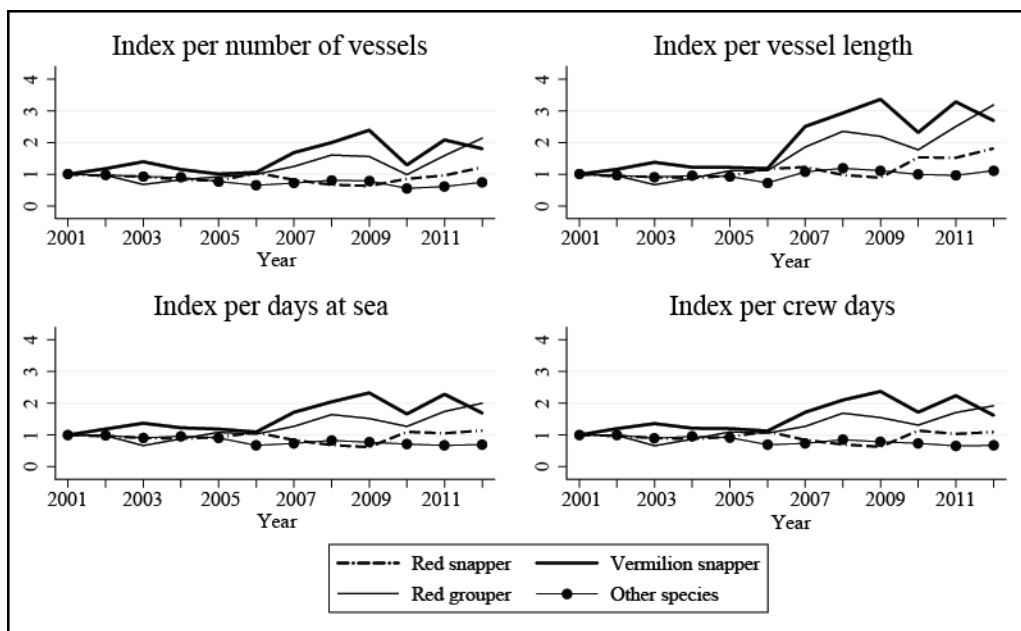 Index per number of vessels
4
3
2
1
0
2001 2003 2005 2007 2009 2011
Year
Index per vessel length
4
3
2
1
0
2001 2003 2005 2007 2009 2011
Year
Index per days at sea
4
3
2
1
0
2001 2003 2005 2007 2009 2011
Year
Index per crew days
4
3
2
1
0
2001 2003 2005 2007 2009 2011
Year
Red snapper Vermilion snapper
Red grouper Other species